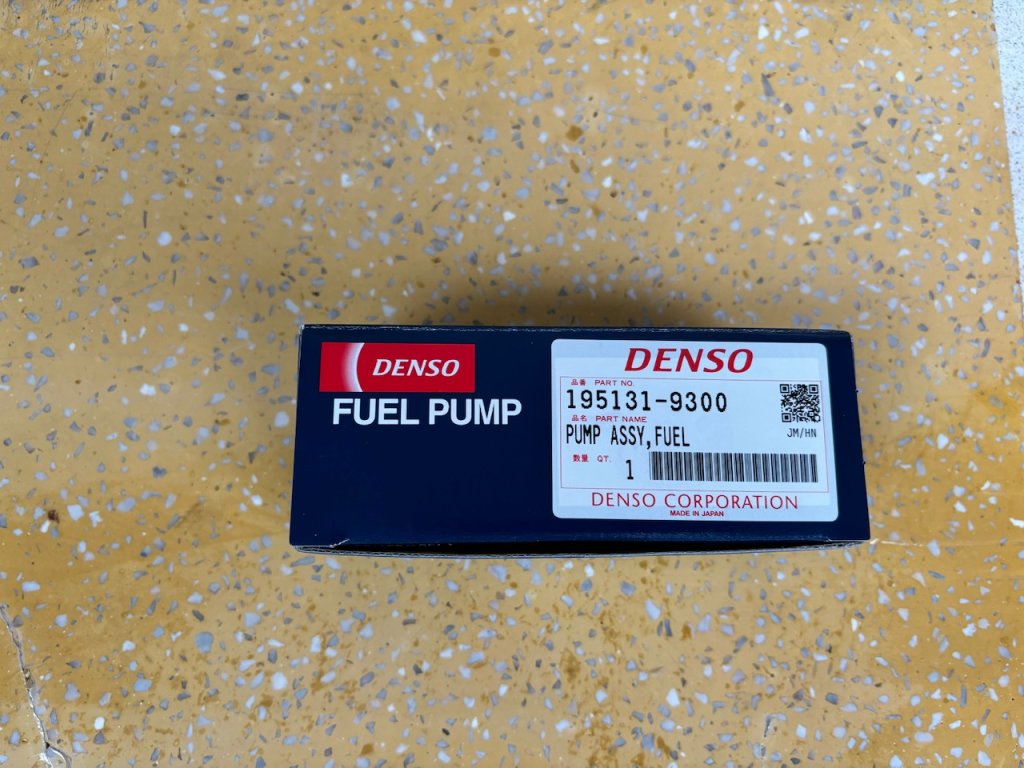 DENSO
FUEL PUMP
DENSO
品番 PART NO.
195131-9300
品名 PART NAME
PUMP ASSY,FUEL
JM/HN
数量 QT. 1
DENSO CORPORATION
MADE IN JAPAN